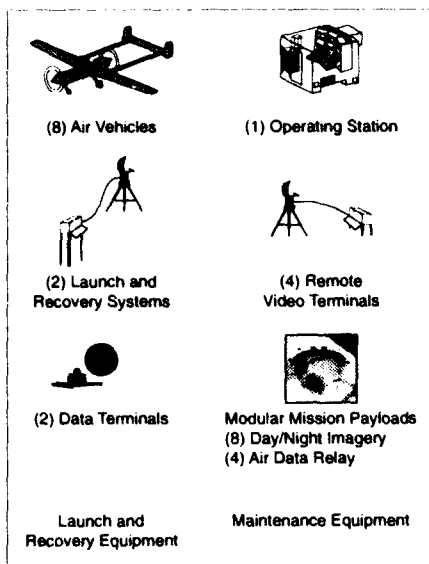 (8) Air Vehicles
(1) Operating Station
(2) Launch and
Recovery Systems
(4) Remote
Video Terminals
(2) Data Terminals
Modular Mission Payloads
(8) Day/Night Imagery
(4) Air Data Relay
Launch and
Recovery Equipment
Maintenance Equipment